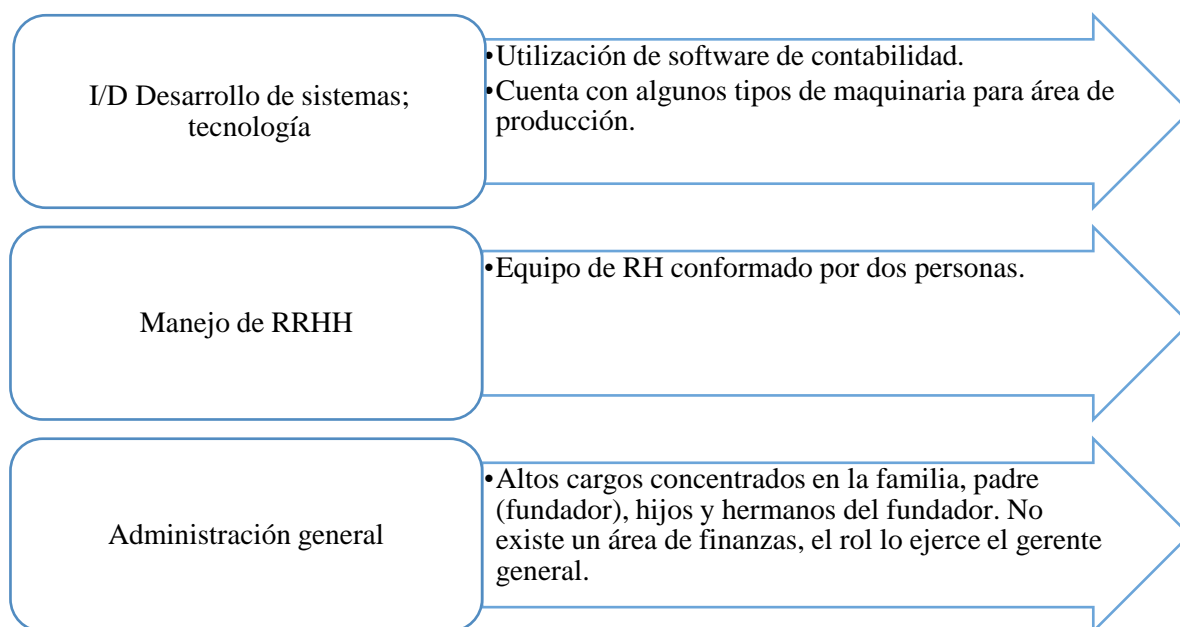 I/D Desarrollo de sistemas;
tecnología
•Utilización de software de contabilidad.
•Cuenta con algunos tipos de maquinaria para área de
producción.
Manejo de RRHH
•Equipo de RH conformado por dos personas.
Administración general
•Altos cargos concentrados en la familia, padre
(fundador), hijos y hermanos del fundador. No
existe un área de finanzas, el rol lo ejerce el gerente
general.